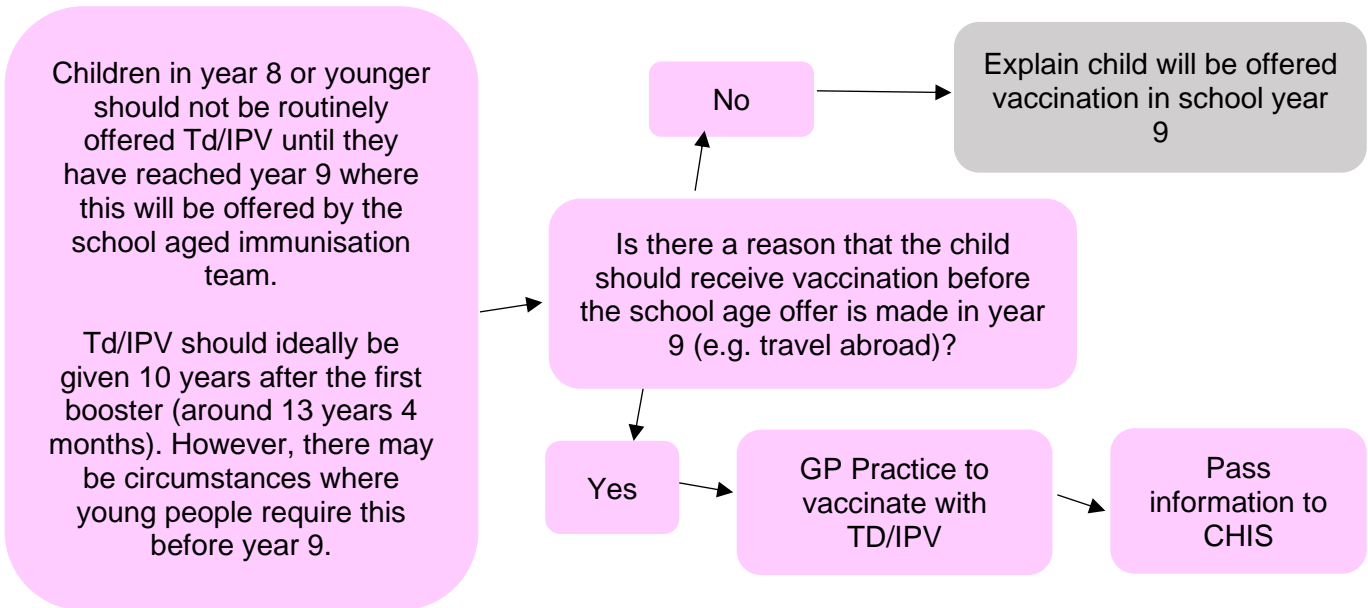 Children in year 8 or younger
should not be routinely
offered Td/IPV until they
have reached year 9 where
this will be offered by the
school aged immunisation
team.
Td/IPV should ideally be
given 10 years after the first
booster (around 13 years 4
months). However, there may
be circumstances where
young people require this
before year 9.
No
Explain child will be offered
vaccination in school year
9
Is there a reason that the child
should receive vaccination before
the school age offer is made in year
9 (e.g. travel abroad)?
Yes
GP Practice to
vaccinate with
TD/IPV
Pass
information to
CHIS